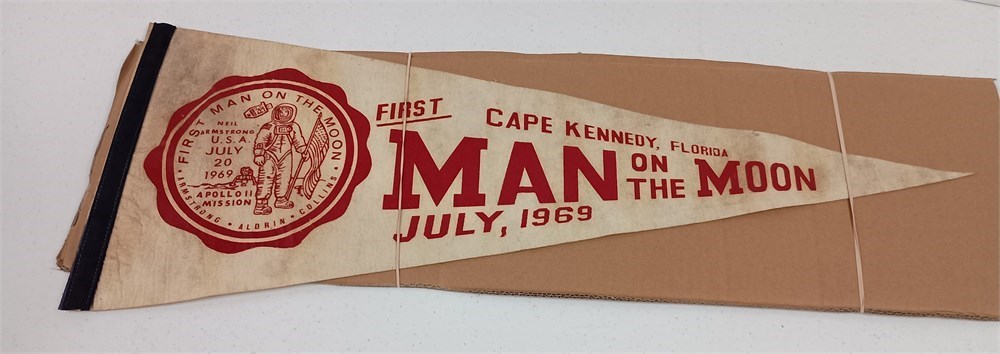 FIRST MAN ON THE MOON
NEIL
ARMSTRONG
U.S.A.
JULY
20
1969
APOLLO 11
MISSION
ARMSTRONG • ALDRIN • COLLINS
FIRST
CAPE KENNEDY, FLORIDA
MAN ON THE MOON
JULY, 1969